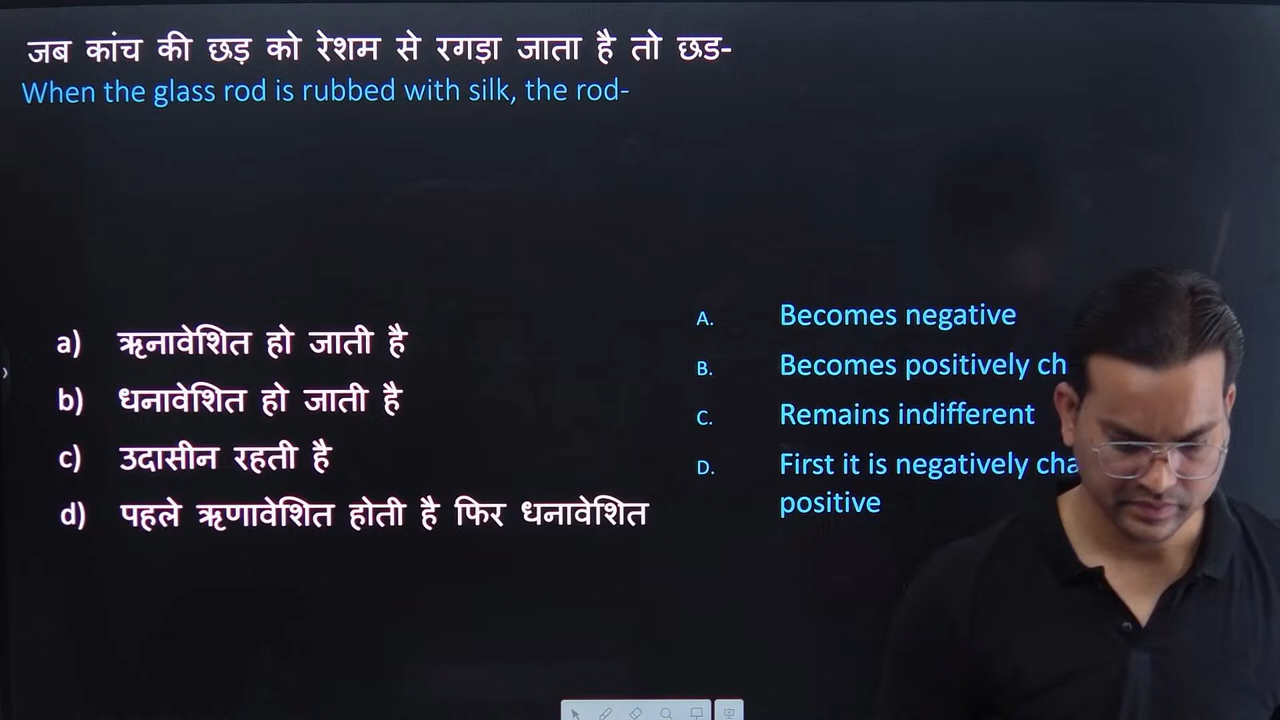 जब कांच की छड़ को रेशम से रगड़ा जाता है तो छड-
When the glass rod is rubbed with silk, the rod-
a) ऋनावेशित हो जाती है
b) धनावेशित हो जाती है
c) उदासीन रहती है
d) पहले ऋणावेशित होती है फिर धनावेशित
A. Becomes negative
B. Becomes positively ch
C. Remains indifferent
D. First it is negatively cha
positive